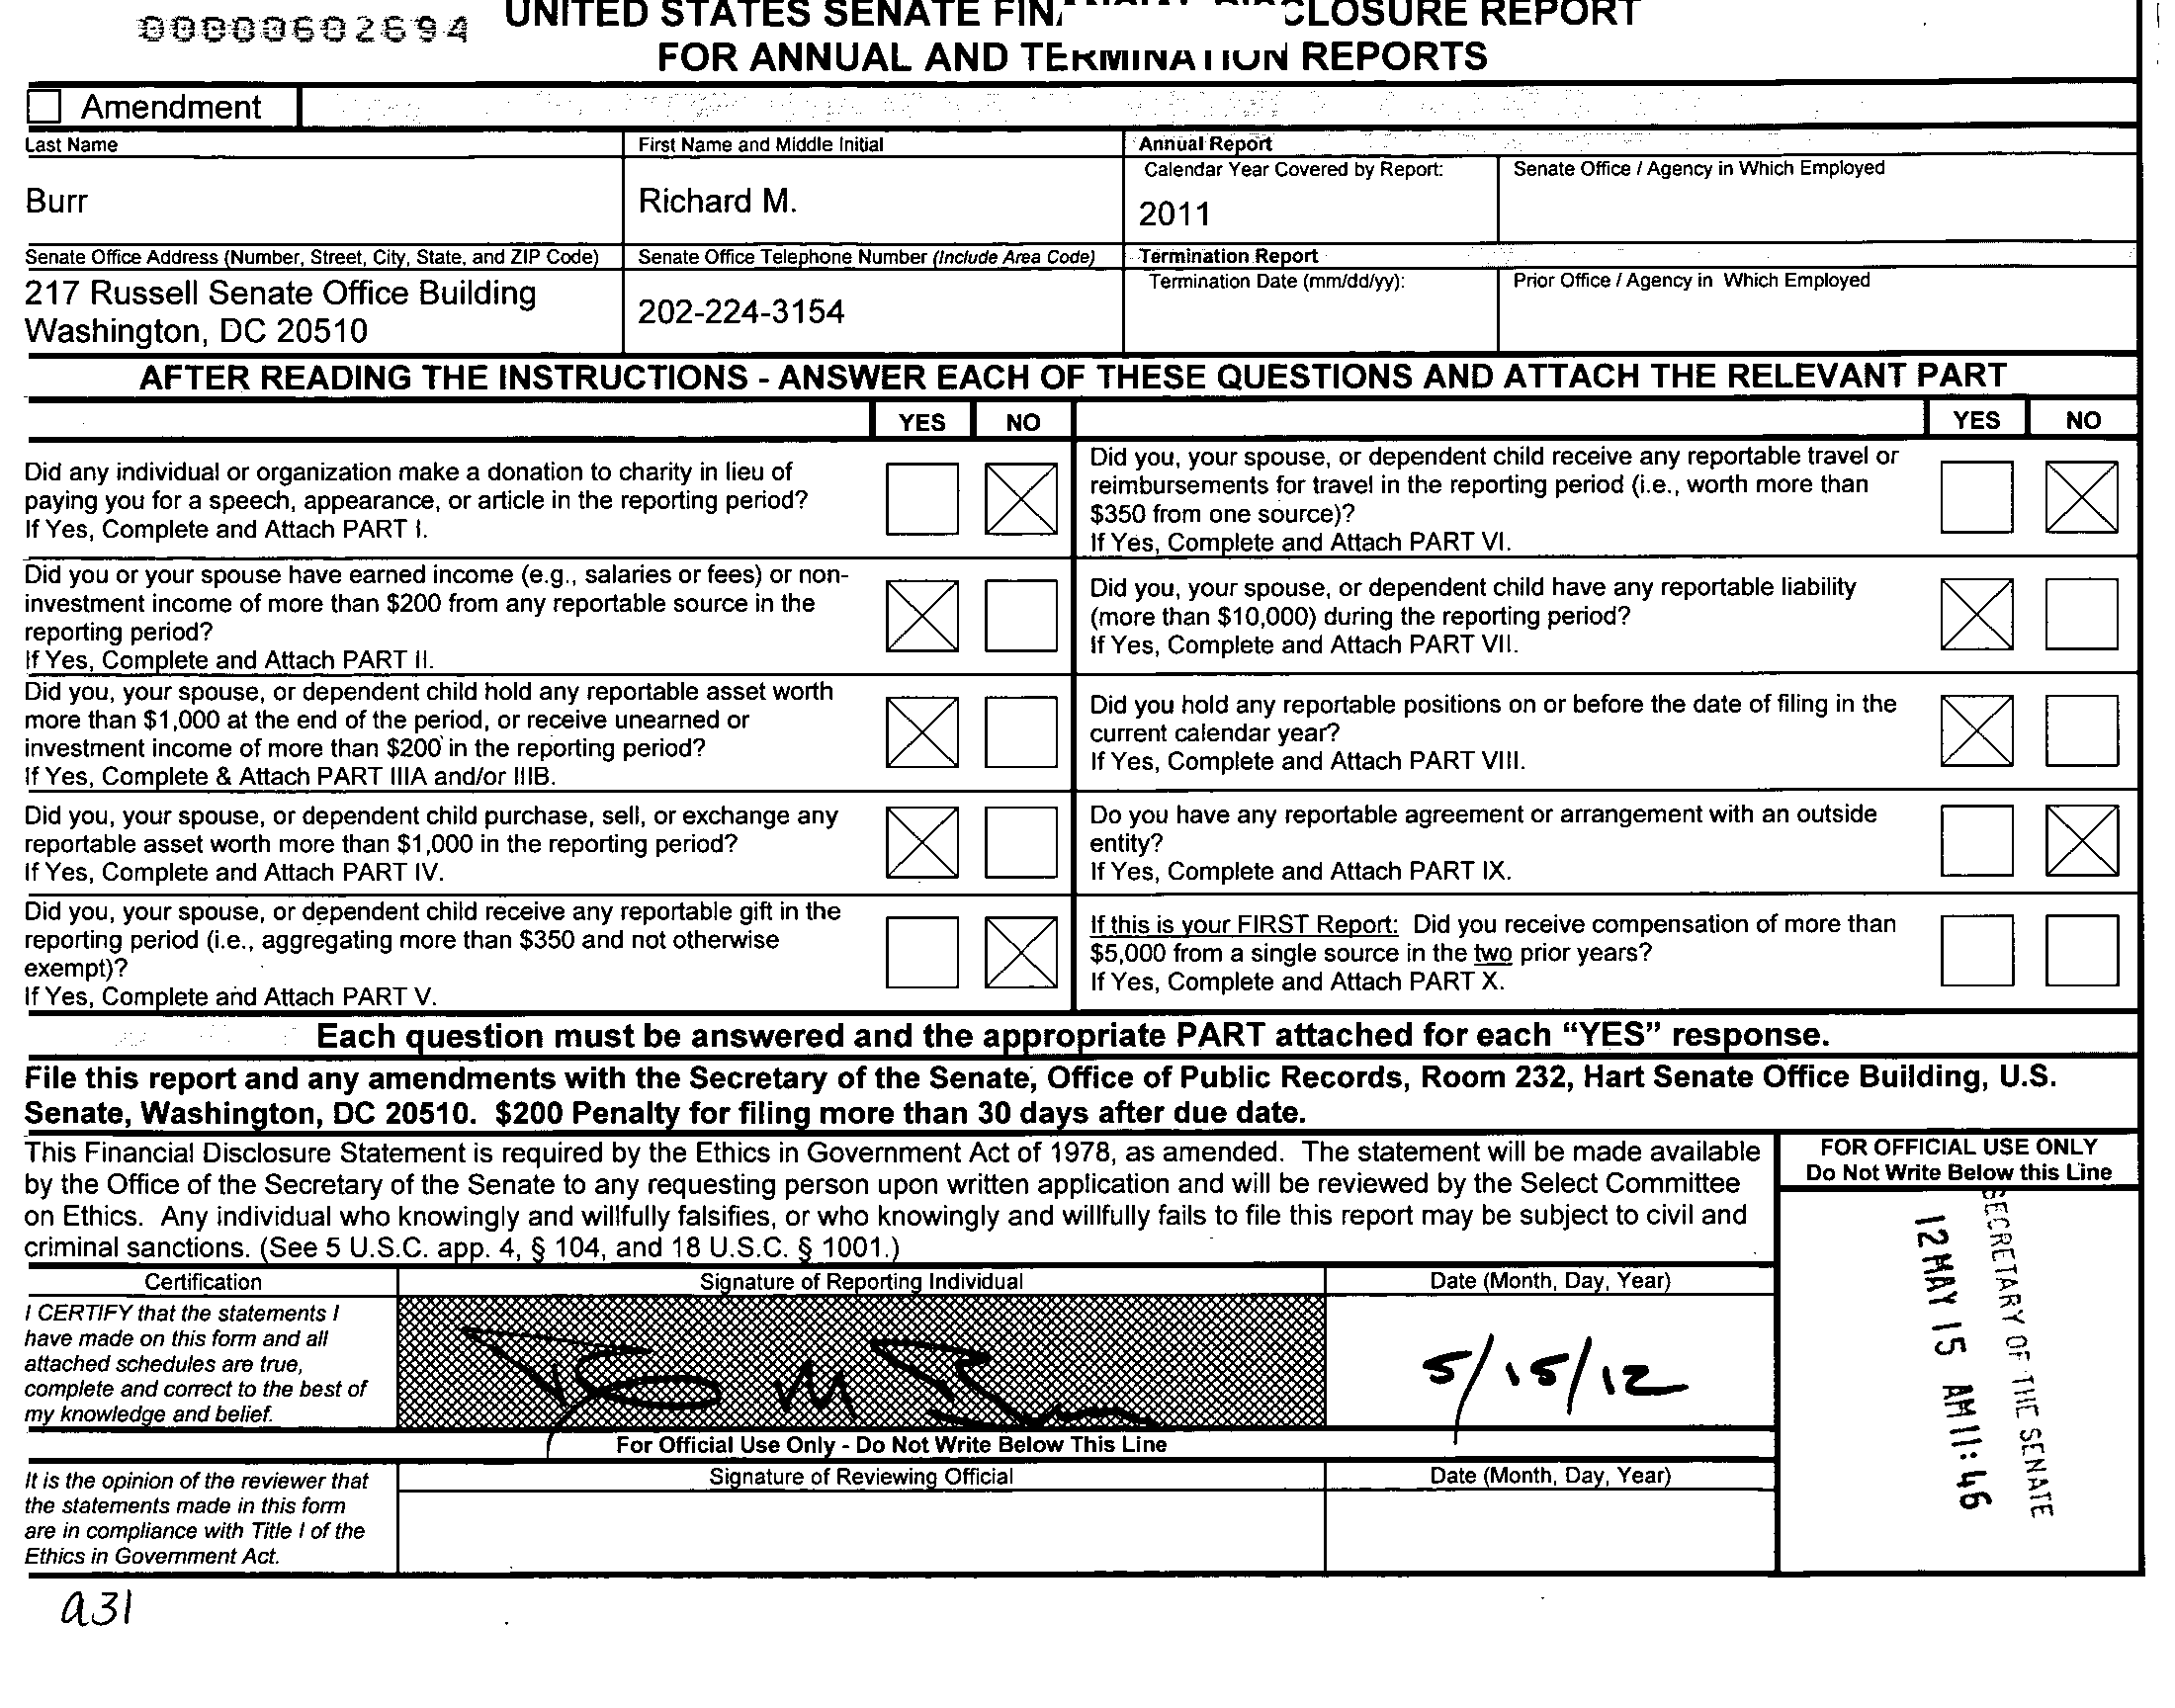 00000602694
UNITED STATES SENATE FINANCIAL DISCLOSURE REPORT
FOR ANNUAL AND TERMINATION REPORTS
Amendment
Last Name
First Name and Middle Initial
Annual Report
Calendar Year Covered by Report:
Senate Office / Agency in Which Employed
Burr
Richard M.
2011
Senate Office Address (Number, Street, City, State, and ZIP Code)
Senate Office Telephone Number (Include Area Code)
Termination Report
Termination Date (mm/dd/yy):
Prior Office / Agency in Which Employed
217 Russell Senate Office Building
Washington, DC 20510
202-224-3154
AFTER READING THE INSTRUCTIONS - ANSWER EACH OF THESE QUESTIONS AND ATTACH THE RELEVANT PART
YES NO
YES NO
Did any individual or organization make a donation to charity in lieu of
paying you for a speech, appearance, or article in the reporting period?
If Yes, Complete and Attach PART I.
Did you, your spouse, or dependent child receive any reportable travel or
reimbursements for travel in the reporting period (i.e., worth more than
$350 from one source)?
If Yes, Complete and Attach PART VI.
Did you or your spouse have earned income (e.g., salaries or fees) or non-
investment income of more than $200 from any reportable source in the
reporting period?
If Yes, Complete and Attach PART II.
Did you, your spouse, or dependent child have any reportable liability
(more than $10,000) during the reporting period?
If Yes, Complete and Attach PART VII.
Did you, your spouse, or dependent child hold any reportable asset worth
more than $1,000 at the end of the period, or receive unearned or
investment income of more than $200 in the reporting period?
If Yes, Complete & Attach PART IIIA and/or IIIB.
Did you hold any reportable positions on or before the date of filing in the
current calendar year?
If Yes, Complete and Attach PART VIII.
Did you, your spouse, or dependent child purchase, sell, or exchange any
reportable asset worth more than $1,000 in the reporting period?
If Yes, Complete and Attach PART IV.
Do you have any reportable agreement or arrangement with an outside
entity?
If Yes, Complete and Attach PART IX.
Did you, your spouse, or dependent child receive any reportable gift in the
reporting period (i.e., aggregating more than $350 and not otherwise
exempt)?
If Yes, Complete and Attach PART V.
If this is your FIRST Report: Did you receive compensation of more than
$5,000 from a single source in the two prior years?
If Yes, Complete and Attach PART X.
Each question must be answered and the appropriate PART attached for each “YES” response.
File this report and any amendments with the Secretary of the Senate, Office of Public Records, Room 232, Hart Senate Office Building, U.S.
Senate, Washington, DC 20510. $200 Penalty for filing more than 30 days after due date.
This Financial Disclosure Statement is required by the Ethics in Government Act of 1978, as amended. The statement will be made available
by the Office of the Secretary of the Senate to any requesting person upon written application and will be reviewed by the Select Committee
on Ethics. Any individual who knowingly and willfully falsifies, or who knowingly and willfully fails to file this report may be subject to civil and
criminal sanctions. (See 5 U.S.C. app. 4, § 104, and 18 U.S.C. § 1001.)
FOR OFFICIAL USE ONLY
Do Not Write Below this Line
SECRETARY OF THE SENATE
12 MAY 15 AM 11:46
Certification
Signature of Reporting Individual
Date (Month, Day, Year)
I CERTIFY that the statements I
have made on this form and all
attached schedules are true,
complete and correct to the best of
my knowledge and belief.
5/15/12
For Official Use Only - Do Not Write Below This Line
It is the opinion of the reviewer that
the statements made in this form
are in compliance with Title I of the
Ethics in Government Act.
Signature of Reviewing Official
Date (Month, Day, Year)
a31